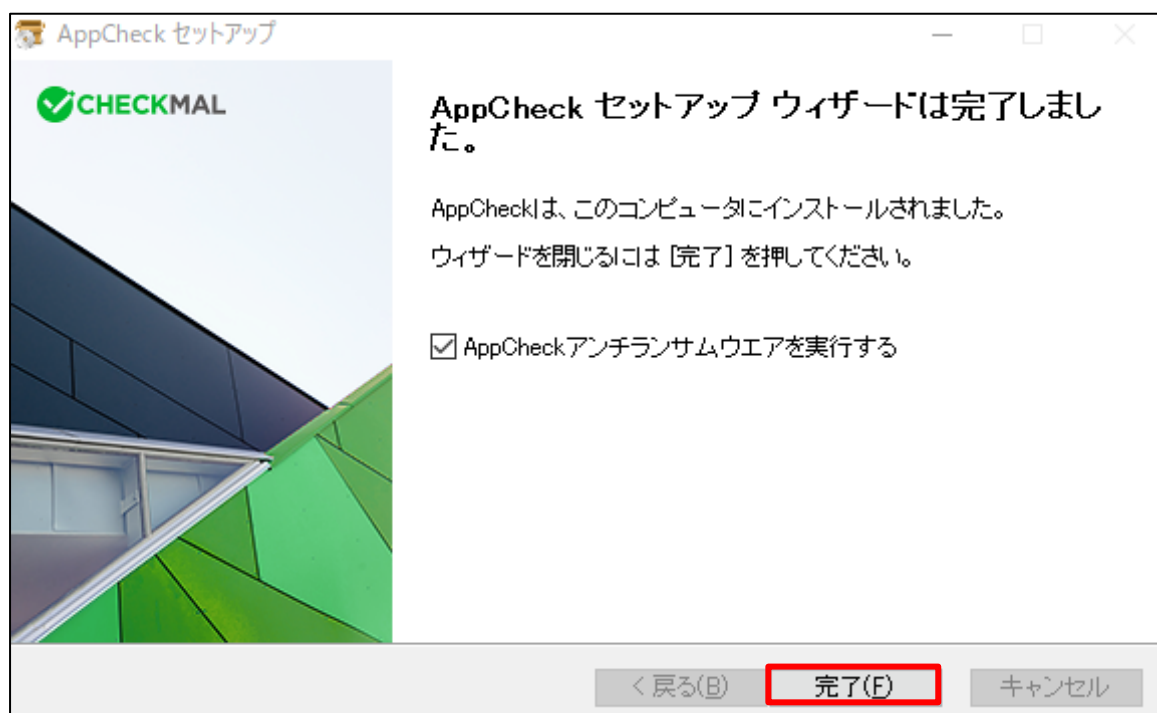 AppCheck セットアップ
CHECKMAL
AppCheck セットアップ ウィザードは完了しまし
た。
AppCheckは、このコンピュータにインストールされました。
ウィザードを閉じるには [完了] を押してください。
AppCheckアンチランサムウエアを実行する
< 戻る(B)
完了(F)
キャンセル